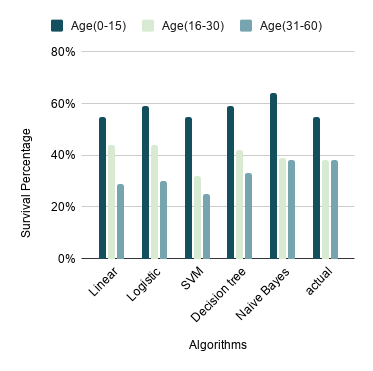 Age(0-15) Age(16-30) Age(31-60)
80%
60%
40%
20%
0%
Survival Percentage
Linear
Logistic
SVM
Decision tree
Naive Bayes
actual
Algorithms